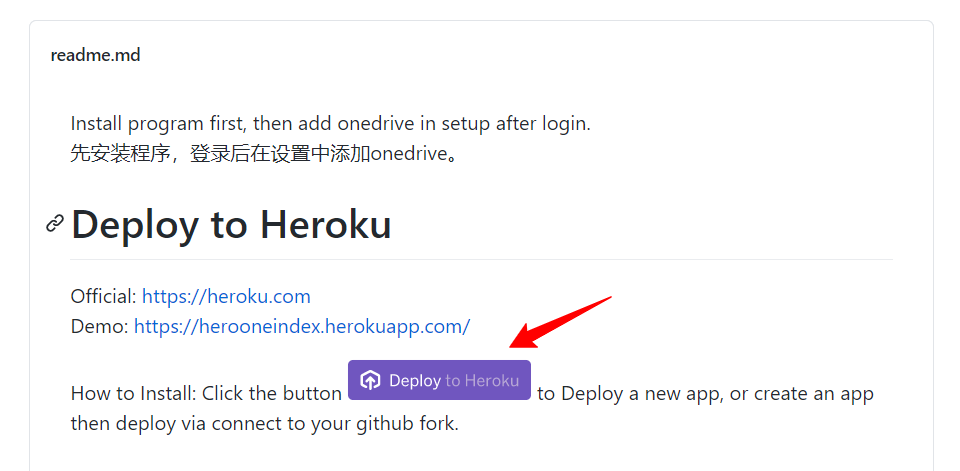 readme.md
Install program first, then add onedrive in setup after login.
先安装程序，登录后在设置中添加onedrive。
Deploy to Heroku
Official: https://heroku.com
Demo: https://herooneindex.herokuapp.com/
How to Install: Click the button Deploy to Heroku to Deploy a new app, or create an app
then deploy via connect to your github fork.